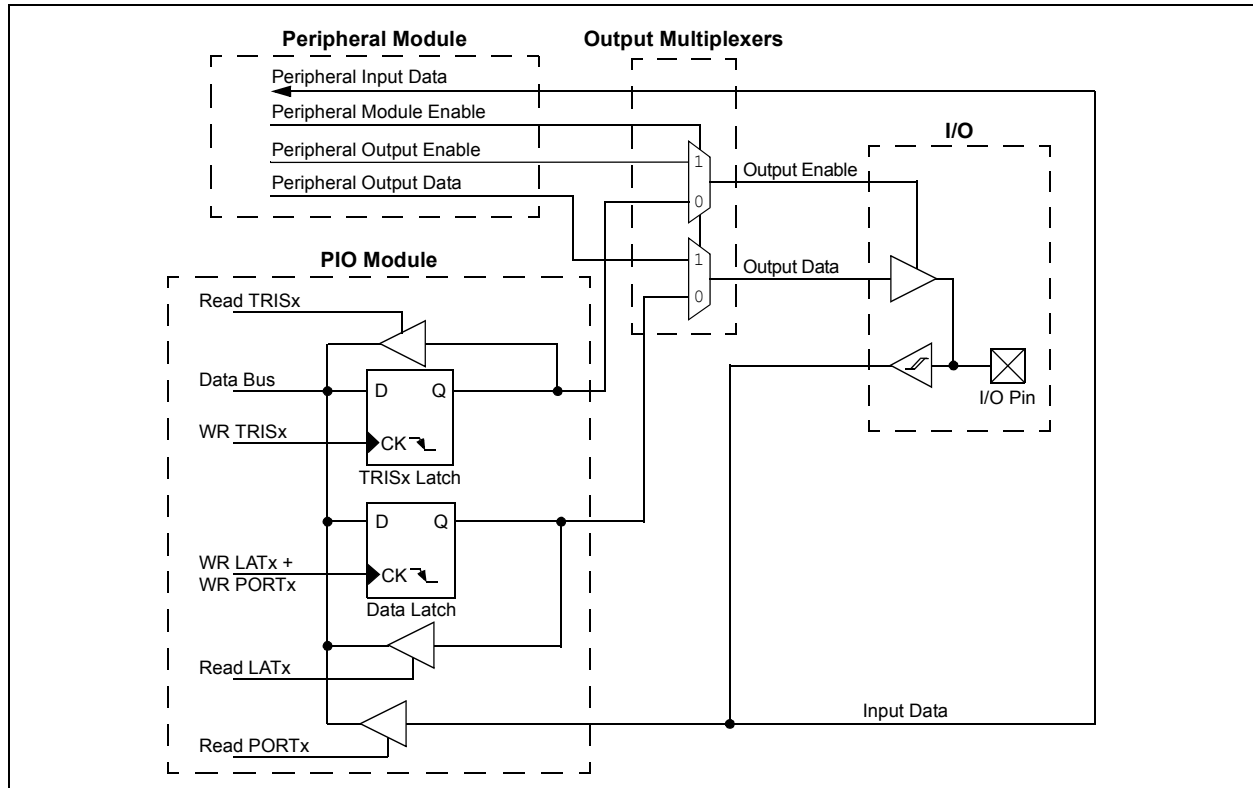 Peripheral Module
Output Multiplexers
Peripheral Input Data
Peripheral Module Enable
Peripheral Output Enable
Peripheral Output Data
1
0
1
0
Output Enable
Output Data
I/O
I/O Pin
PIO Module
Read TRISx
Data Bus
D
Q
WR TRISx
CK
TRISx Latch
D
Q
WR LATx +
WR PORTx
CK
Data Latch
Read LATx
Read PORTx
Input Data